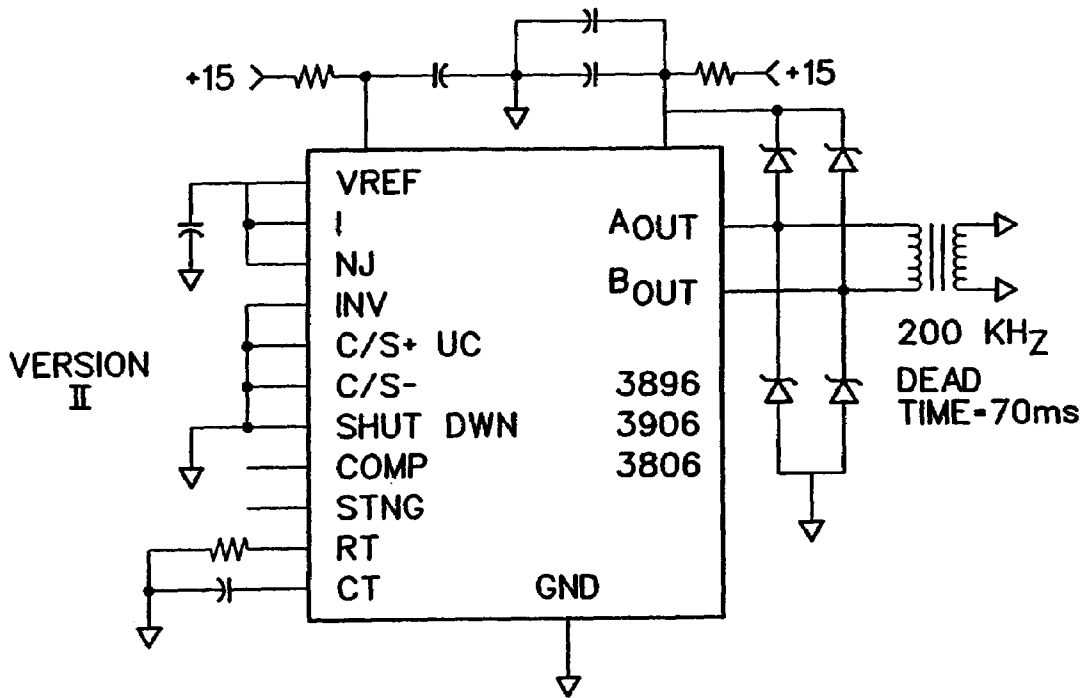 +15
+15
VREF
I
NJ
INV
C/S+ UC
C/S-
SHUT DWN
COMP
STNG
RT
CT
GND
AOUT
BOUT
3896
3906
3806
VERSION
II
200 KHZ
DEAD
TIME=70ms